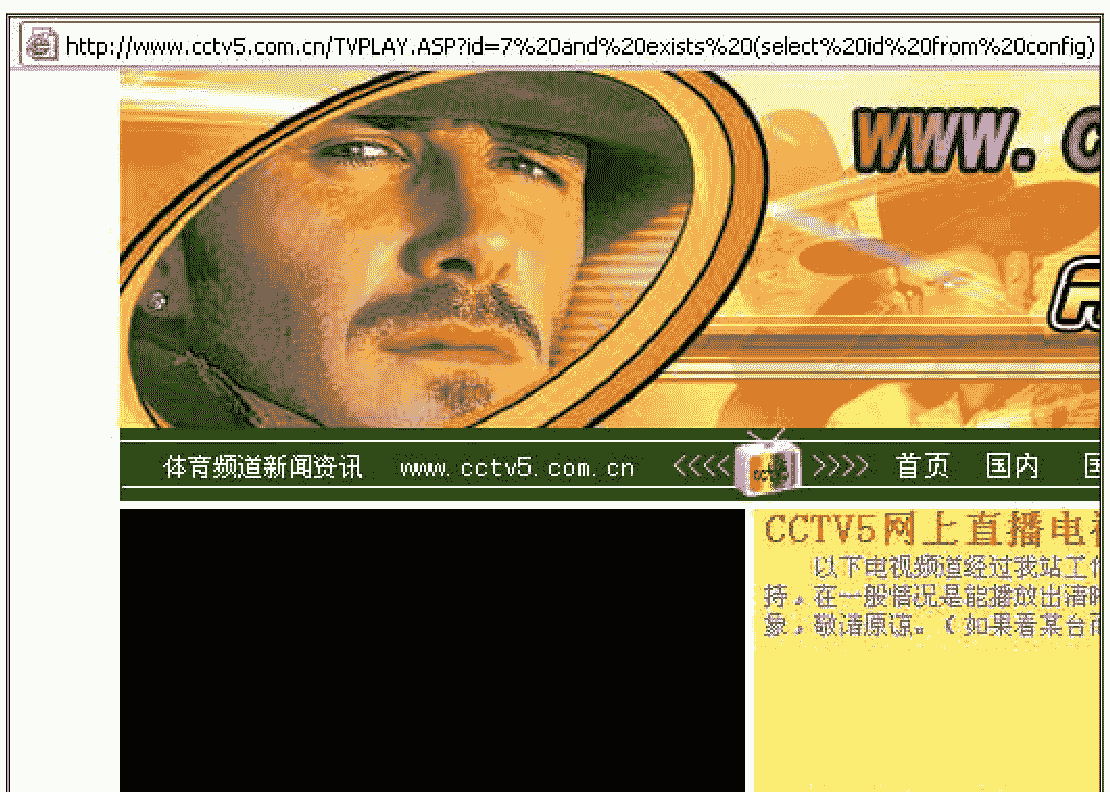 http://www.cctv5.com.cn/TVPLAY.ASP?id=7%20and%20exists%20(select%20id%20from%20config)
www.
体育频道新闻资讯 www.cctv5.com.cn <<<< >>>> 首页 国内
CCTV5网上直播电
以下电视频道经过我站工
持，在一般情况是能播放出清
象，敬请原谅。（如果看某台